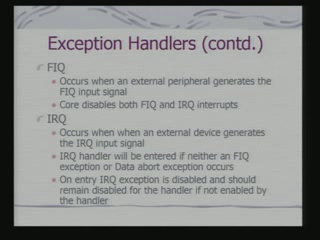 Exception Handlers (contd.)
FIQ
Occurs when an external peripheral generates the
FIQ input signal
Core disables both FIQ and IRQ interrupts
IRQ
Occurs when when an external device generates
the IRQ input signal
IRQ handler will be entered if neither an FIQ
exception or Data abort exception occurs
On entry IRQ exception is disabled and should
remain disabled for the handler if not enabled by
the handler